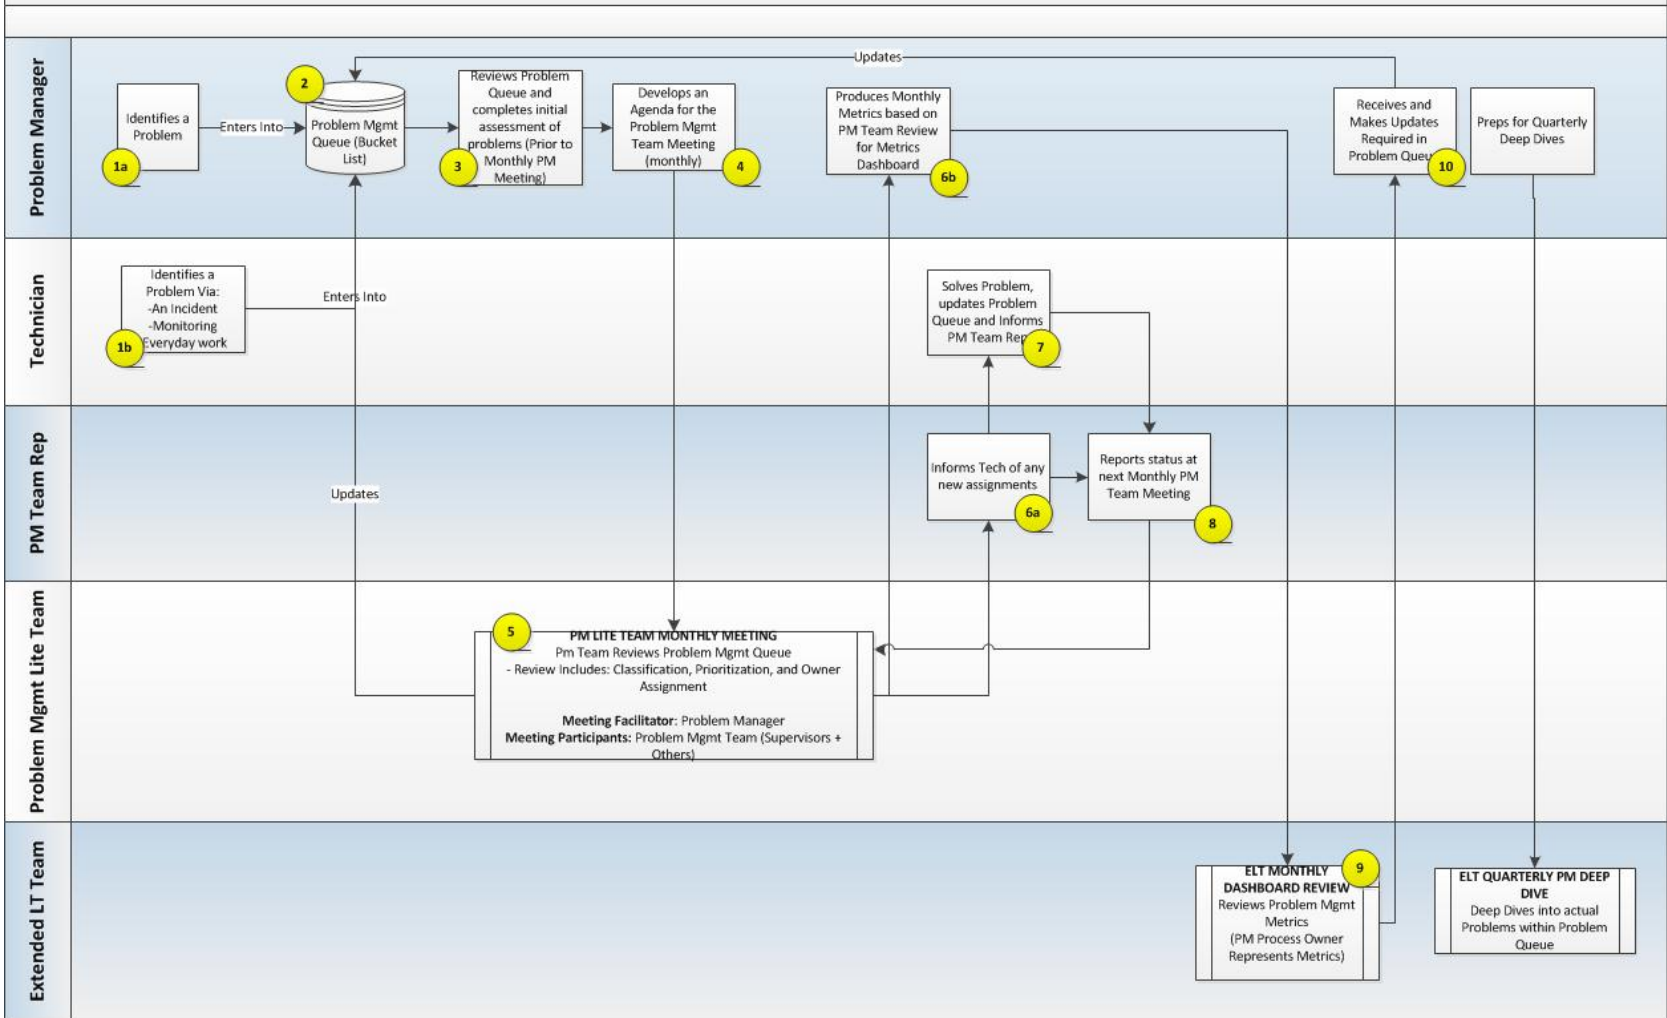 Problem Manager
Updates
2
Identifies a
Problem
1a
Enters Into
Problem Mgmt
Queue (Bucket
List)
Reviews Problem
Queue and
completes initial
assessment of
problems (Prior to
Monthly PM
Meeting)
3
Develops an
Agenda for the
Problem Mgmt
Team Meeting
(monthly)
4
Produces Monthly
Metrics based on
PM Team Review
for Metrics
Dashboard
6b
Receives and
Makes Updates
Required in
Problem Queu
10
Preps for Quarterly
Deep Dives
Technician
Identifies a
Problem Via:
-An Incident
-Monitoring
Everyday work
1b
Enters Into
Solves Problem,
updates Problem
Queue and Informs
PM Team Rep
7
PM Team Rep
Updates
Informs Tech of any
new assignments
6a
Reports status at
next Monthly PM
Team Meeting
8
Problem Mgmt Lite Team
5
PM LITE TEAM MONTHLY MEETING
Pm Team Reviews Problem Mgmt Queue
- Review Includes: Classification, Prioritization, and Owner
Assignment
Meeting Facilitator: Problem Manager
Meeting Participants: Problem Mgmt Team (Supervisors +
Others)
Extended LT Team
9
ELT MONTHLY
DASHBOARD REVIEW
Reviews Problem Mgmt
Metrics
(PM Process Owner
Represents Metrics)
ELT QUARTERLY PM DEEP
DIVE
Deep Dives into actual
Problems within Problem
Queue